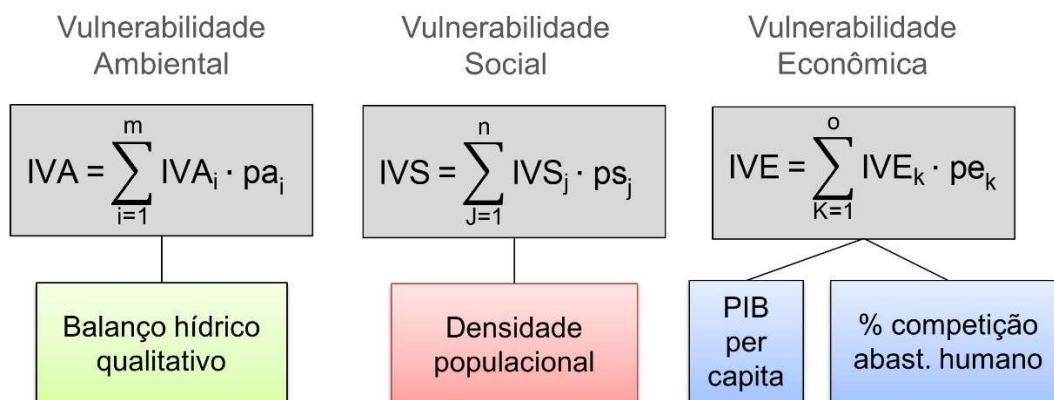 Vulnerabilidade
Ambiental
Vulnerabilidade
Social
Vulnerabilidade
Econômica
m
IVA = ∑ IVAᵢ · paᵢ
i=1
n
IVS = ∑ IVSⱼ · psⱼ
J=1
o
IVE = ∑ IVEₖ · peₖ
K=1
Balanço hídrico
qualitativo
Densidade
populacional
PIB
per
capita
% competição
abast. humano